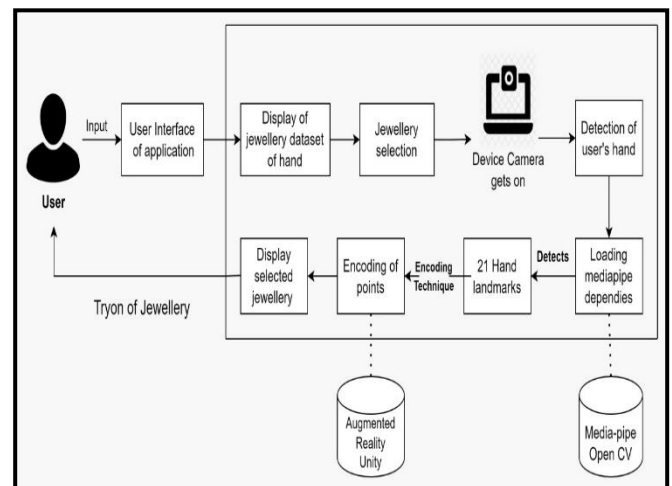 Input
User
User Interface
of application
Display of
jewellery dataset
of hand
Jewellery
selection
Device Camera
gets on
Detection of
user's hand
Loading
mediapipe
dependies
Detects
21 Hand
landmarks
Encoding
Technique
Encoding of
points
Display
selected
jewellery
Tryon of Jewellery
Augmented
Reality
Unity
Media-pipe
Open CV